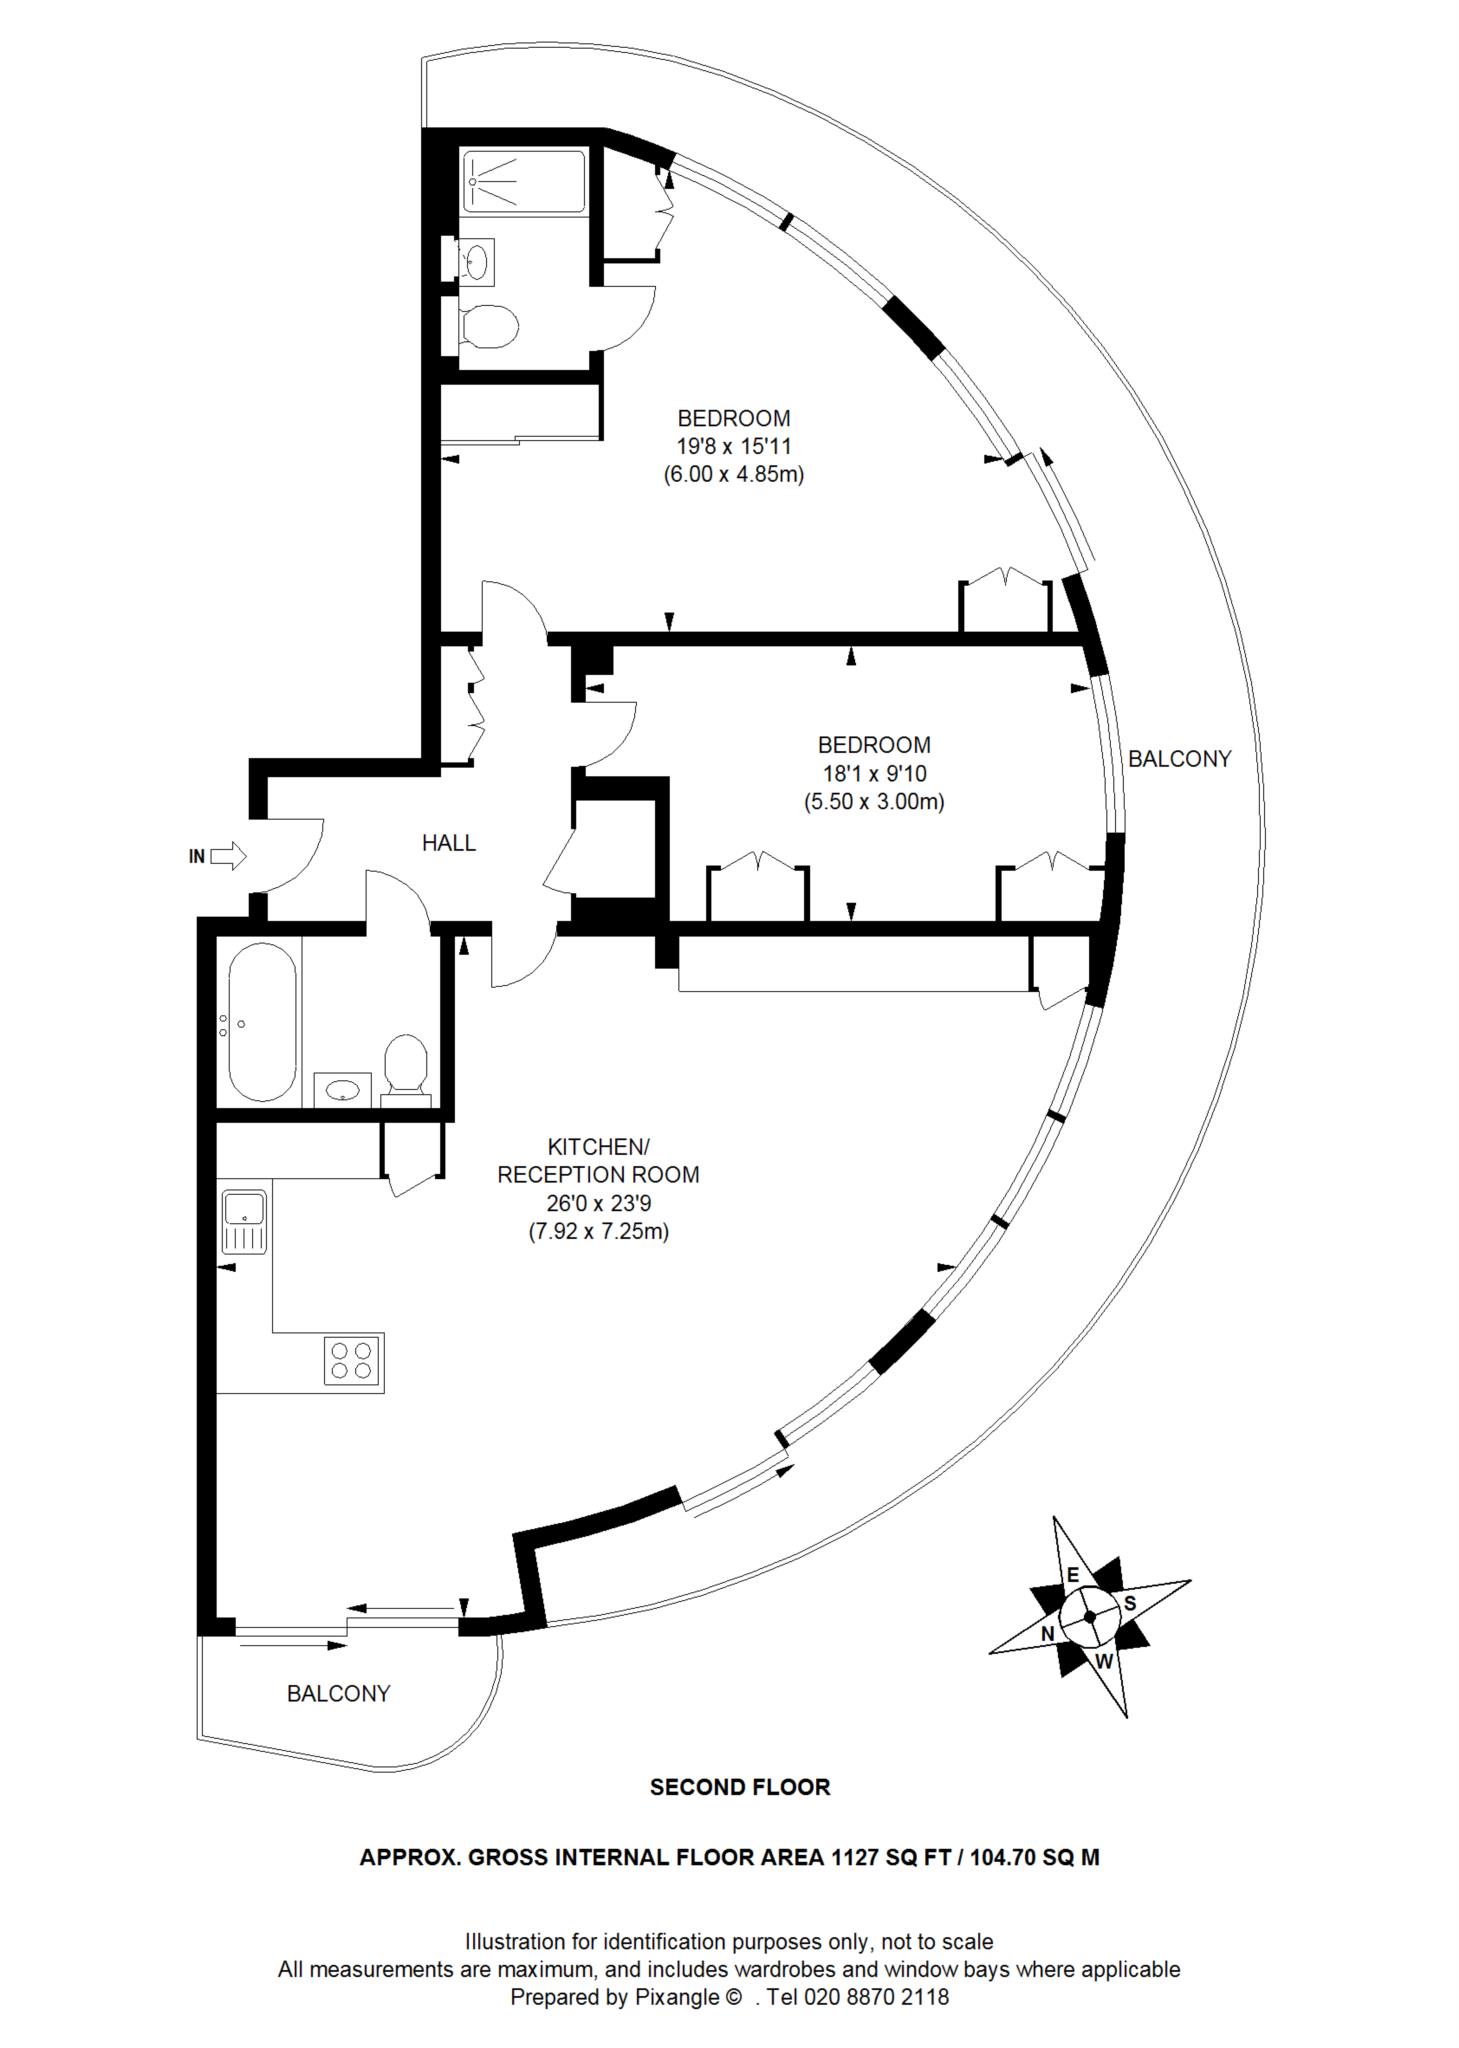 BEDROOM
19'8 x 15'11
(6.00 x 4.85m)
BEDROOM
18'1 x 9'10
(5.50 x 3.00m)
BALCONY
HALL
IN
KITCHEN/
RECEPTION ROOM
26'0 x 23'9
(7.92 x 7.25m)
E
S
N
W
BALCONY
SECOND FLOOR
APPROX. GROSS INTERNAL FLOOR AREA 1127 SQ FT / 104.70 SQ M
Illustration for identification purposes only, not to scale
All measurements are maximum, and includes wardrobes and window bays where applicable
Prepared by Pixangle © . Tel 020 8870 2118